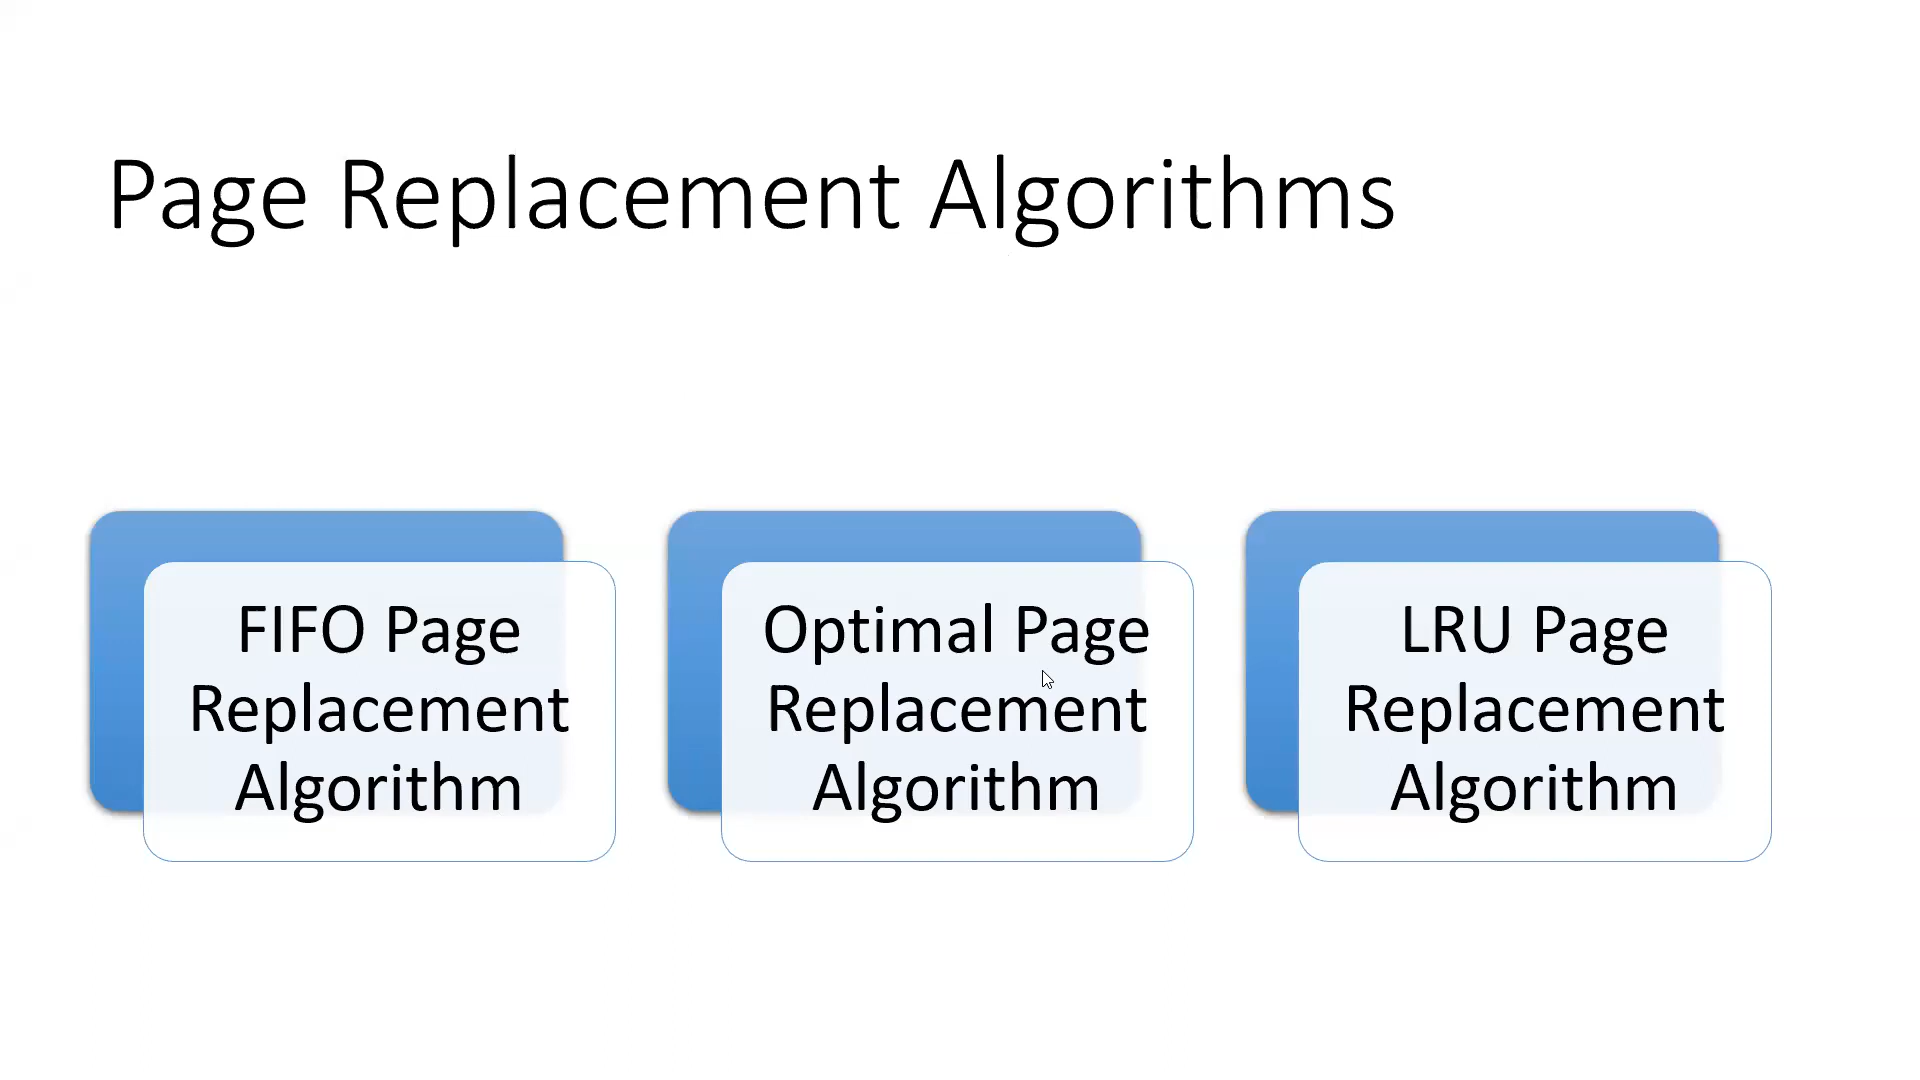 Page Replacement Algorithms
FIFO Page
Replacement
Algorithm
Optimal Page
Replacement
Algorithm
LRU Page
Replacement
Algorithm